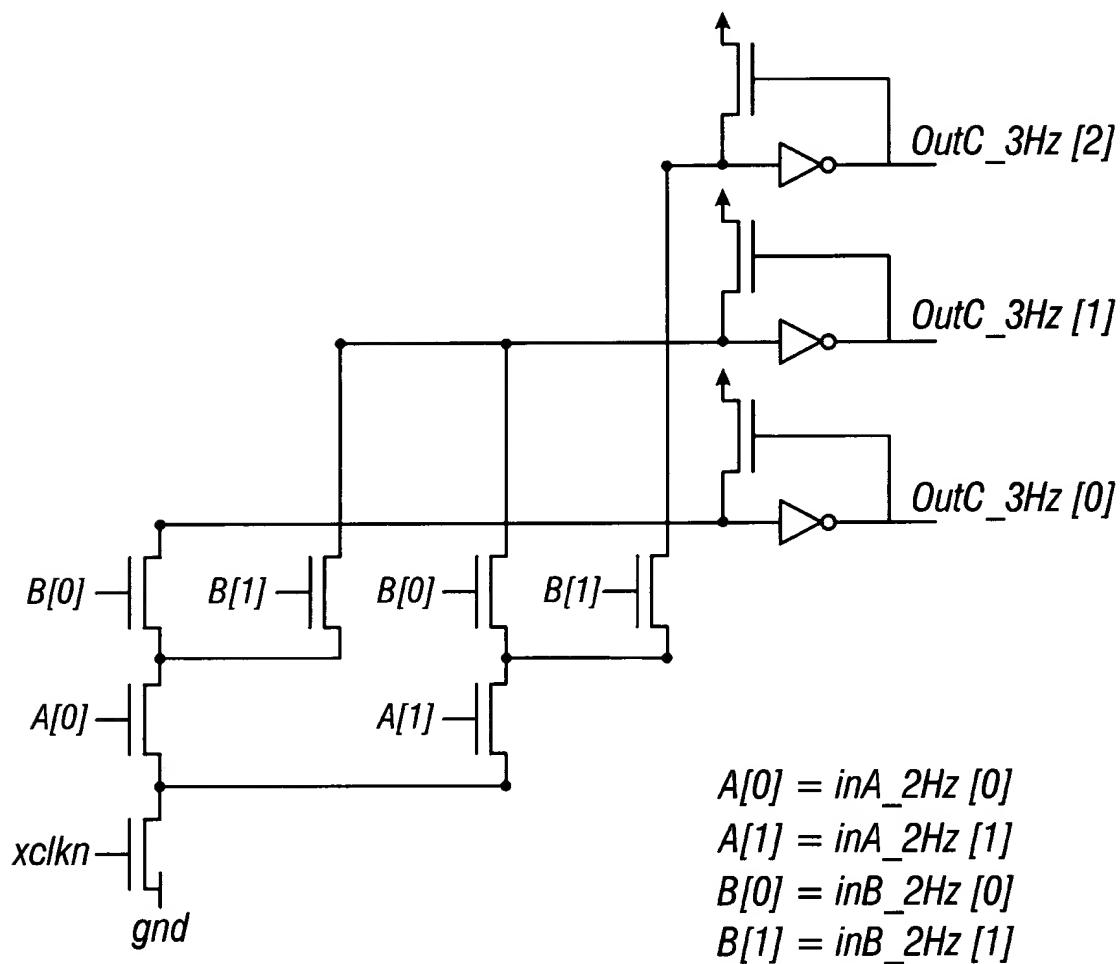 OutC_3Hz [2]
OutC_3Hz [1]
OutC_3Hz [0]
B[0]
B[1]
B[0]
B[1]
A[0]
A[1]
xclkn
gnd
A[0] = inA_2Hz [0]
A[1] = inA_2Hz [1]
B[0] = inB_2Hz [0]
B[1] = inB_2Hz [1]